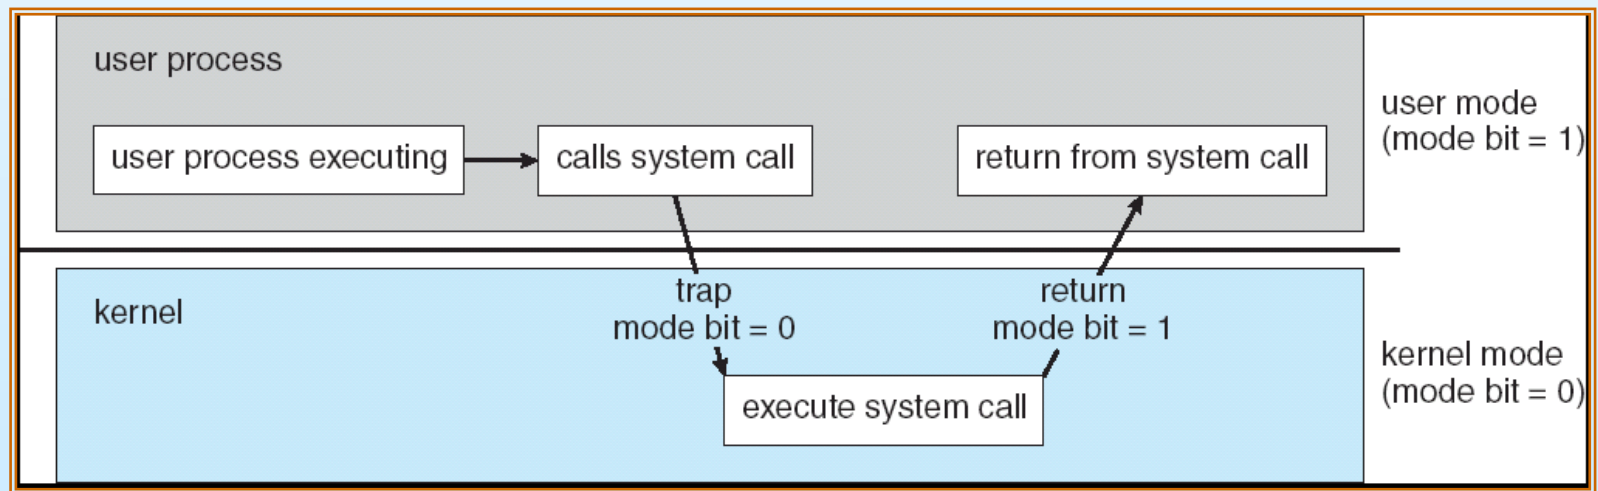 user process
user process executing
calls system call
return from system call
user mode
(mode bit = 1)
kernel
trap
mode bit = 0
return
mode bit = 1
execute system call
kernel mode
(mode bit = 0)